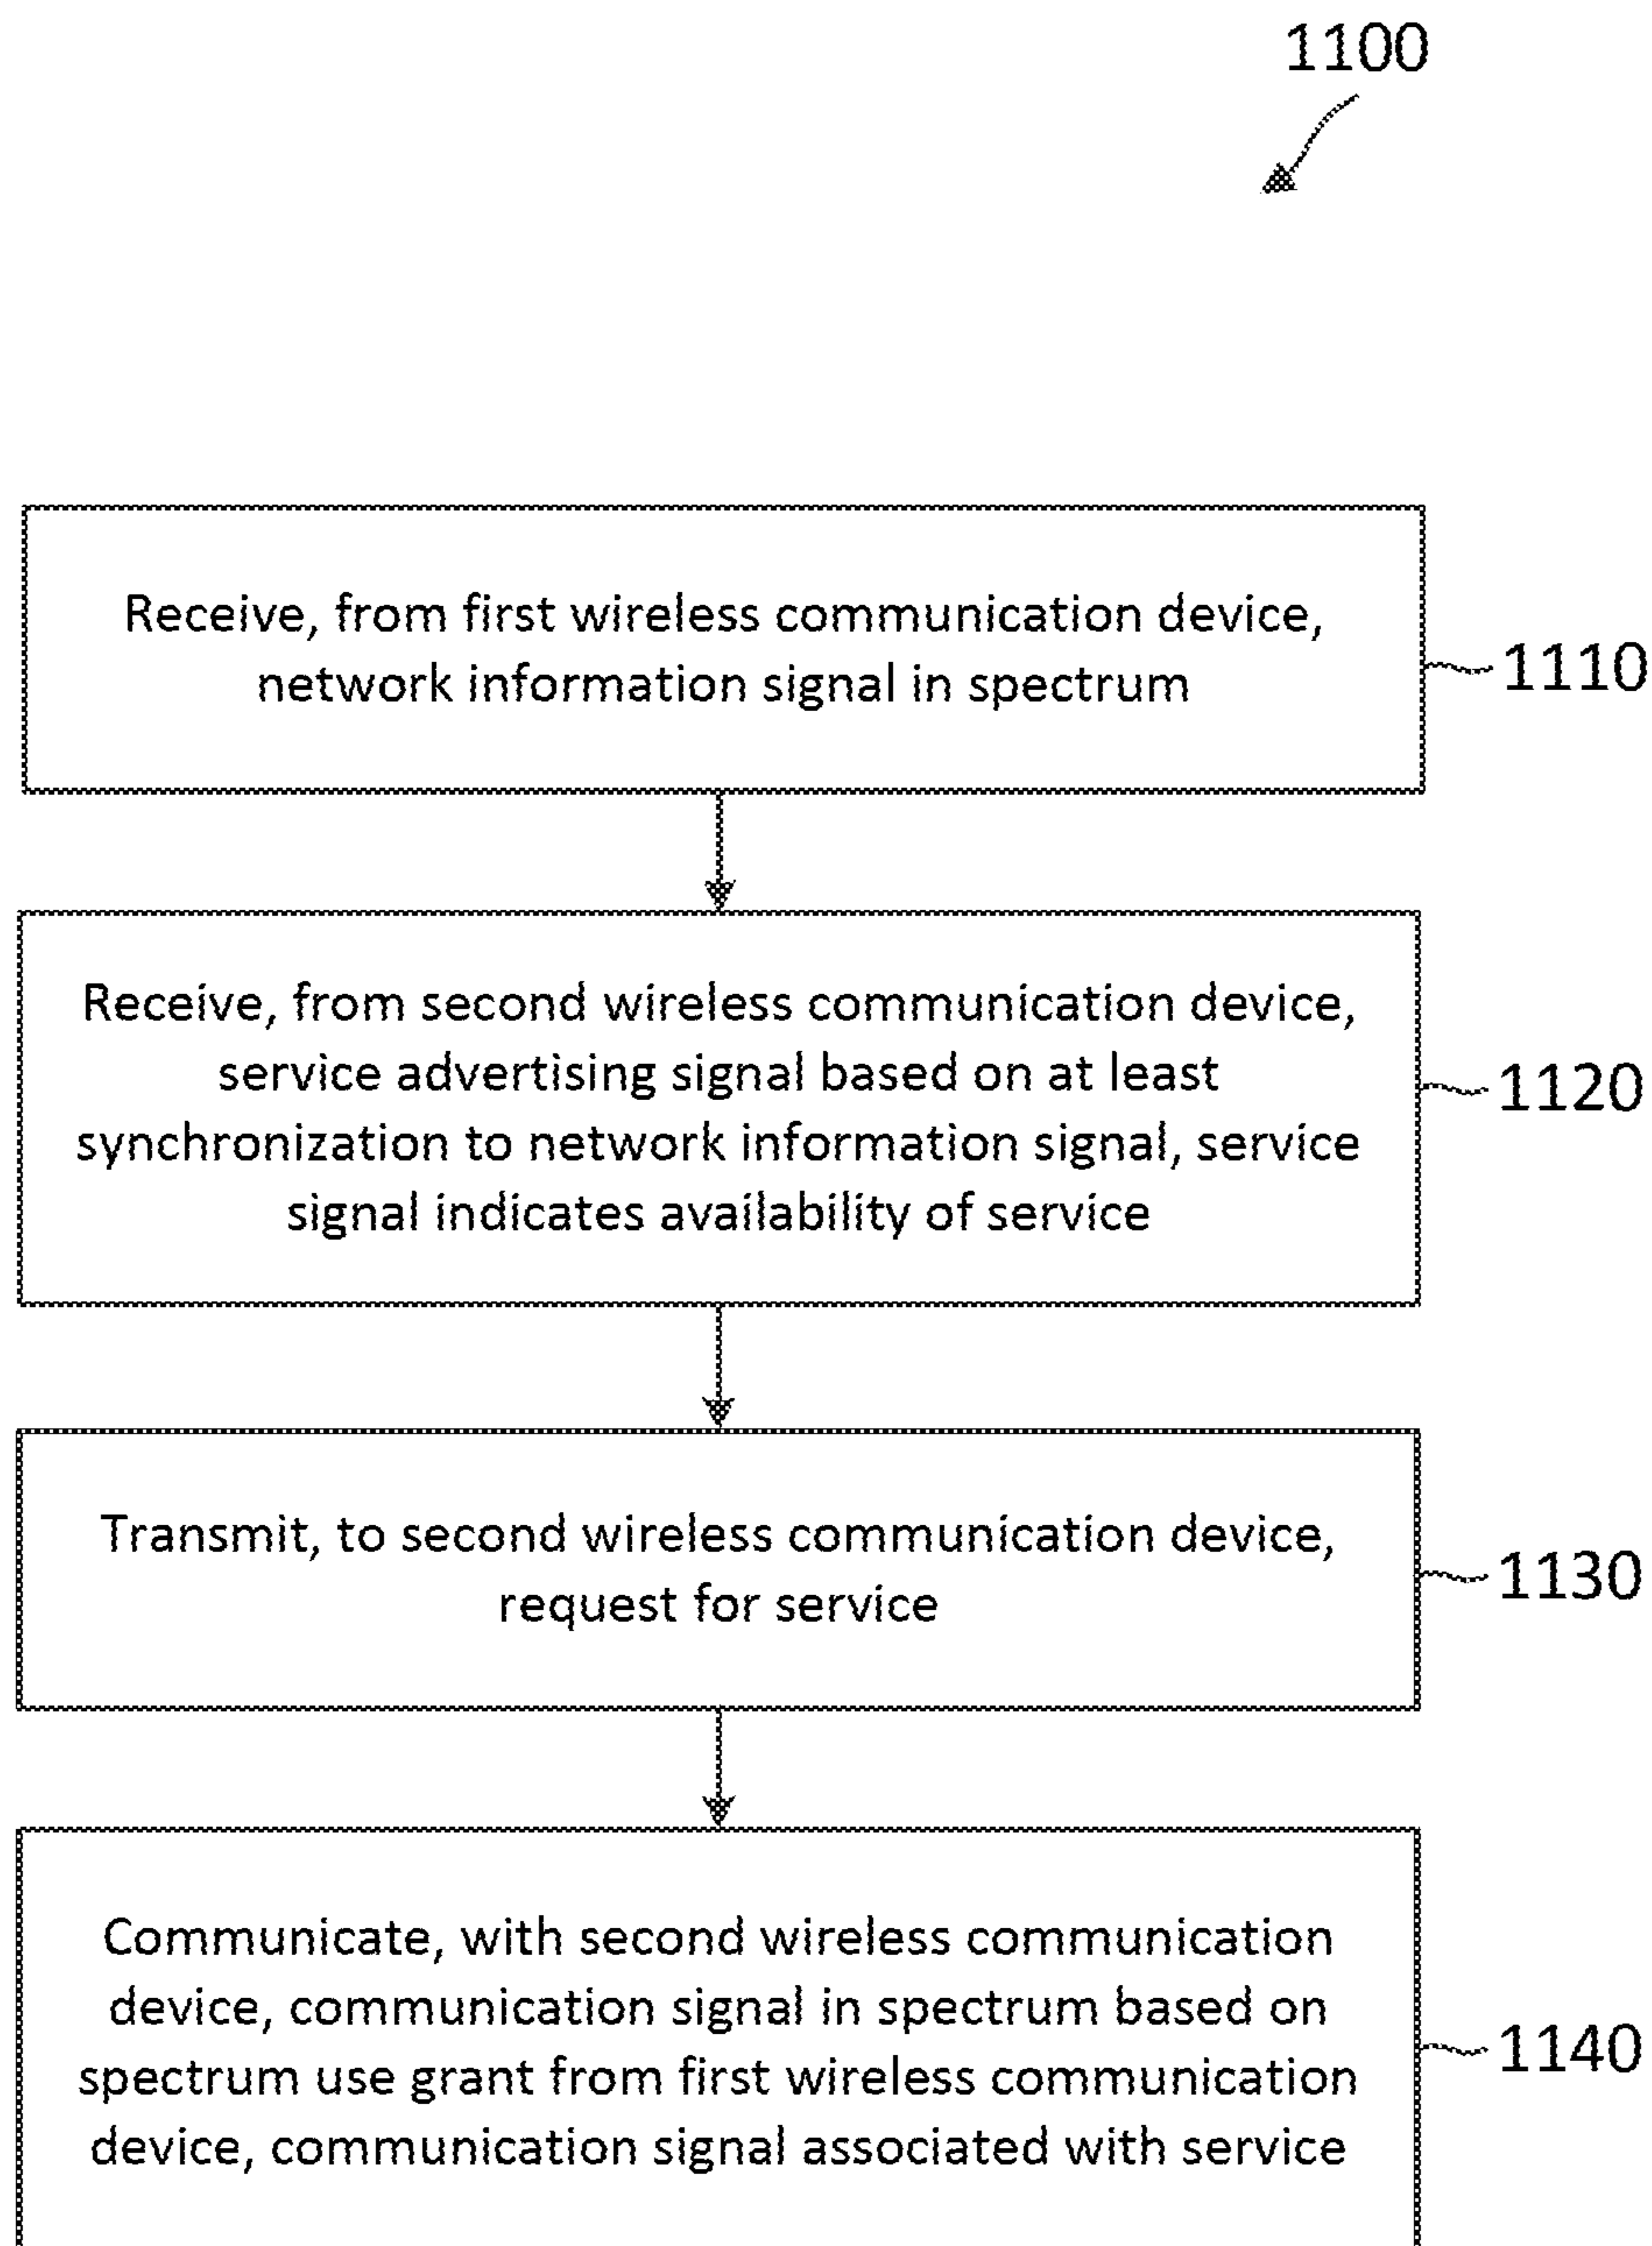 1100
Receive, from first wireless communication device,
network information signal in spectrum
1110
Receive, from second wireless communication device,
service advertising signal based on at least
synchronization to network information signal, service
signal indicates availability of service
1120
Transmit, to second wireless communication device,
request for service
1130
Communicate, with second wireless communication
device, communication signal in spectrum based on
spectrum use grant from first wireless communication
device, communication signal associated with service
1140